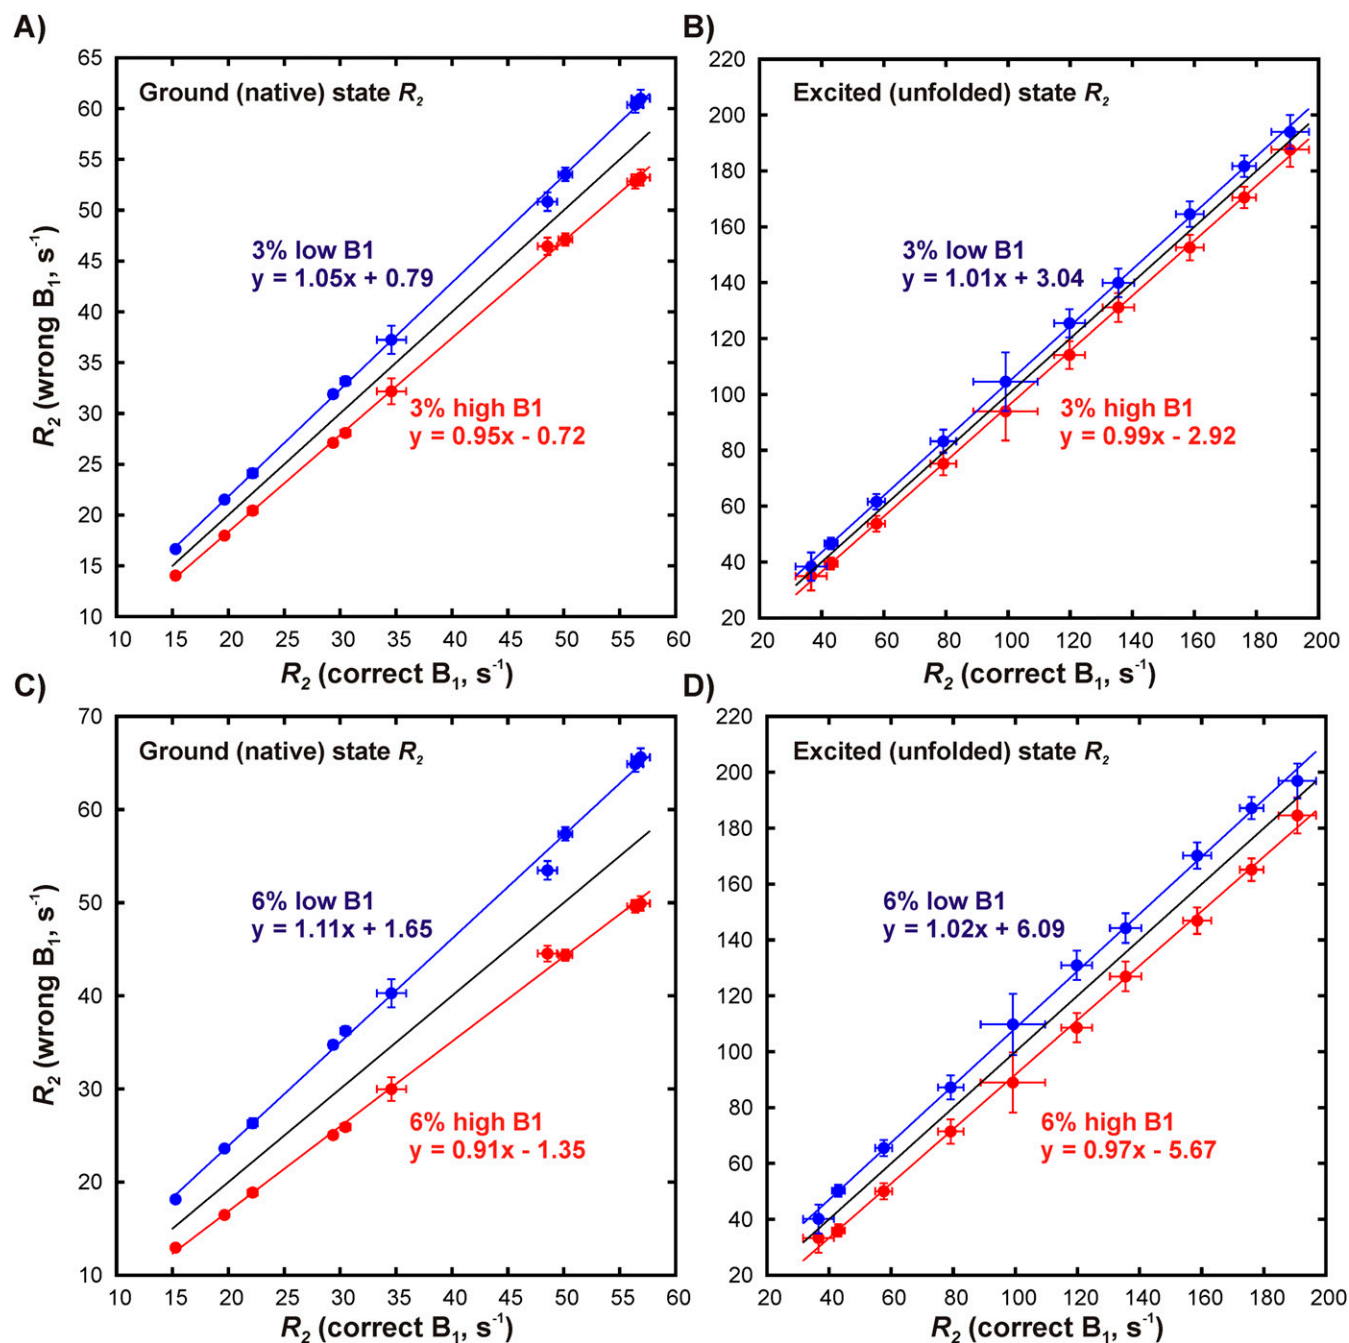 A)
Ground (native) state R₂
3% low B1
y = 1.05x + 0.79
3% high B1
y = 0.95x - 0.72
65
60
55
50
45
40
35
30
25
20
15
10
10 15 20 25 30 35 40 45 50 55 60
R₂ (wrong B₁, s⁻¹)
R₂ (correct B₁, s⁻¹)
B)
Excited (unfolded) state R₂
3% low B1
y = 1.01x + 3.04
3% high B1
y = 0.99x - 2.92
220
200
180
160
140
120
100
80
60
40
20
20 40 60 80 100 120 140 160 180 200
R₂ (correct B₁, s⁻¹)
C)
Ground (native) state R₂
6% low B1
y = 1.11x + 1.65
6% high B1
y = 0.91x - 1.35
70
60
50
40
30
20
10
10 15 20 25 30 35 40 45 50 55 60
R₂ (wrong B₁, s⁻¹)
R₂ (correct B₁, s⁻¹)
D)
Excited (unfolded) state R₂
6% low B1
y = 1.02x + 6.09
6% high B1
y = 0.97x - 5.67
220
200
180
160
140
120
100
80
60
40
20
20 40 60 80 100 120 140 160 180 200
R₂ (correct B₁, s⁻¹)